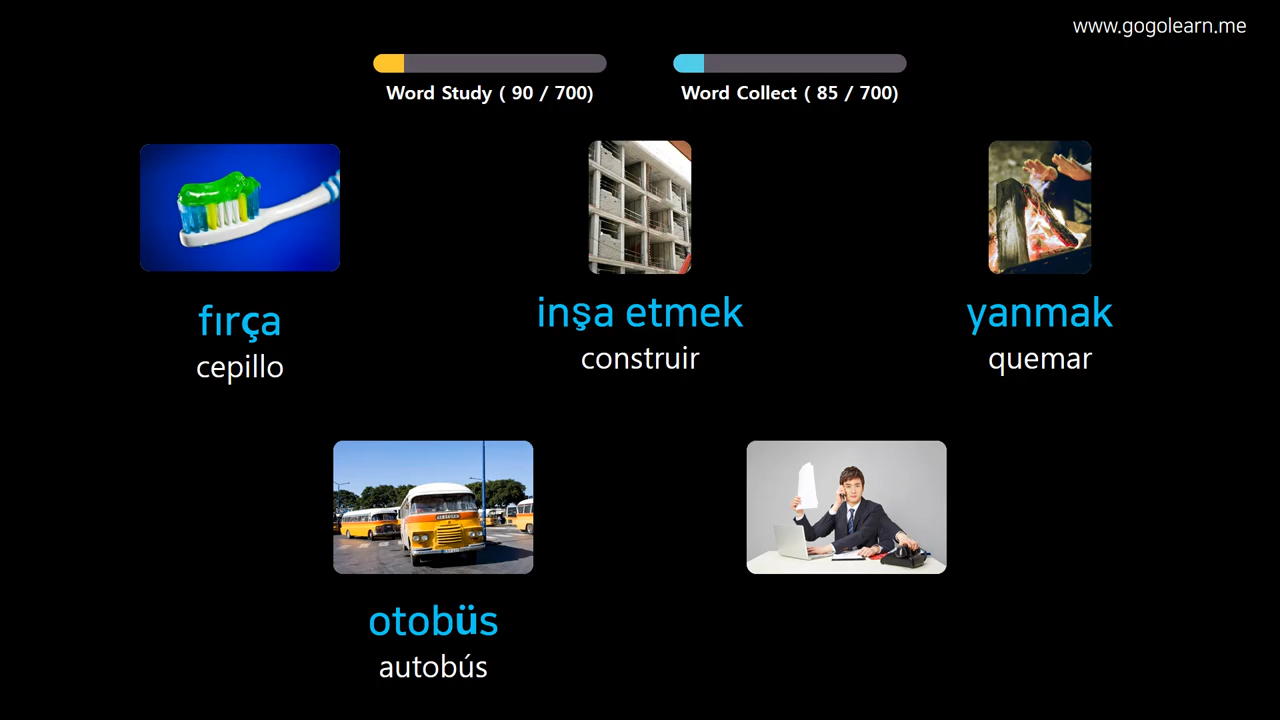 www.gogolearn.me
Word Study ( 90 / 700)
Word Collect ( 85 / 700)
fırça
cepillo
inşa etmek
construir
yanmak
quemar
otobüs
autobús